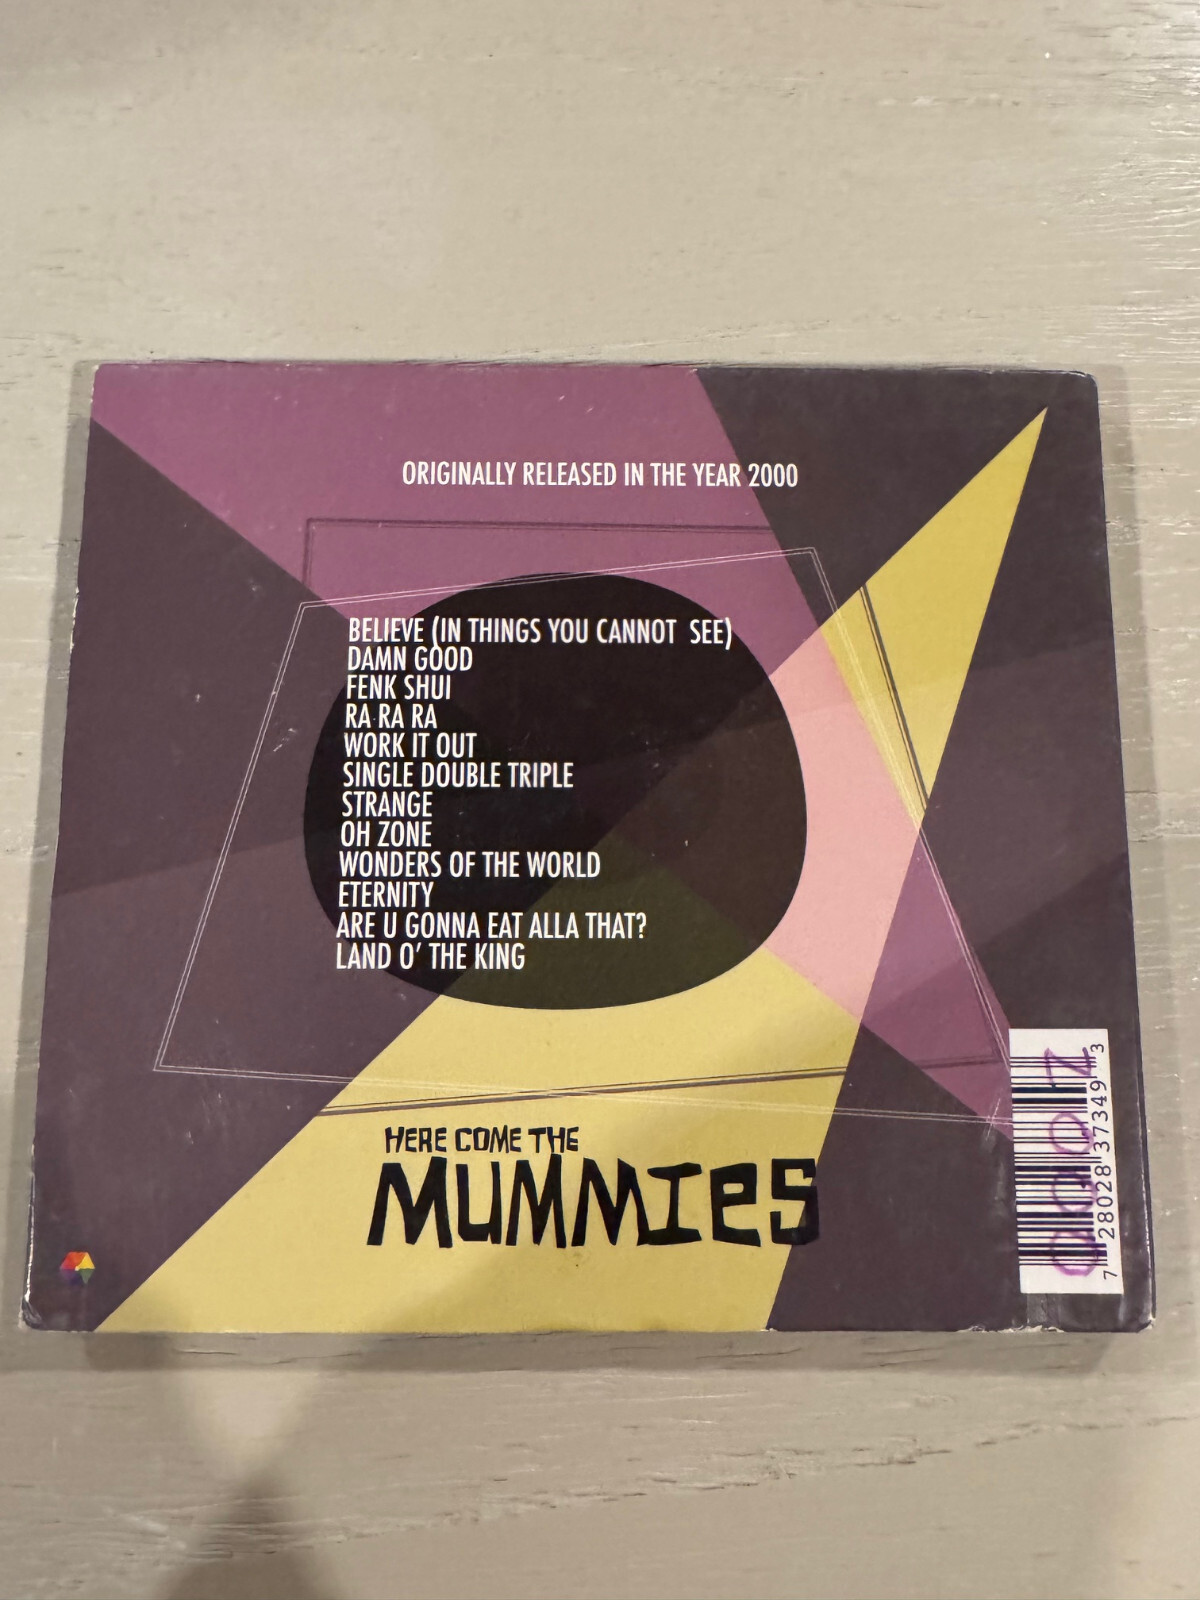 ORIGINALLY RELEASED IN THE YEAR 2000
BELIEVE (IN THINGS YOU CANNOT SEE)
DAMN GOOD
FENK SHUI
RA RA RA
WORK IT OUT
SINGLE DOUBLE TRIPLE
STRANGE
OH ZONE
WONDERS OF THE WORLD
ETERNITY
ARE U GONNA EAT ALLA THAT?
LAND O' THE KING
HERE COME THE
MUMMIES
7 28028 37349 3